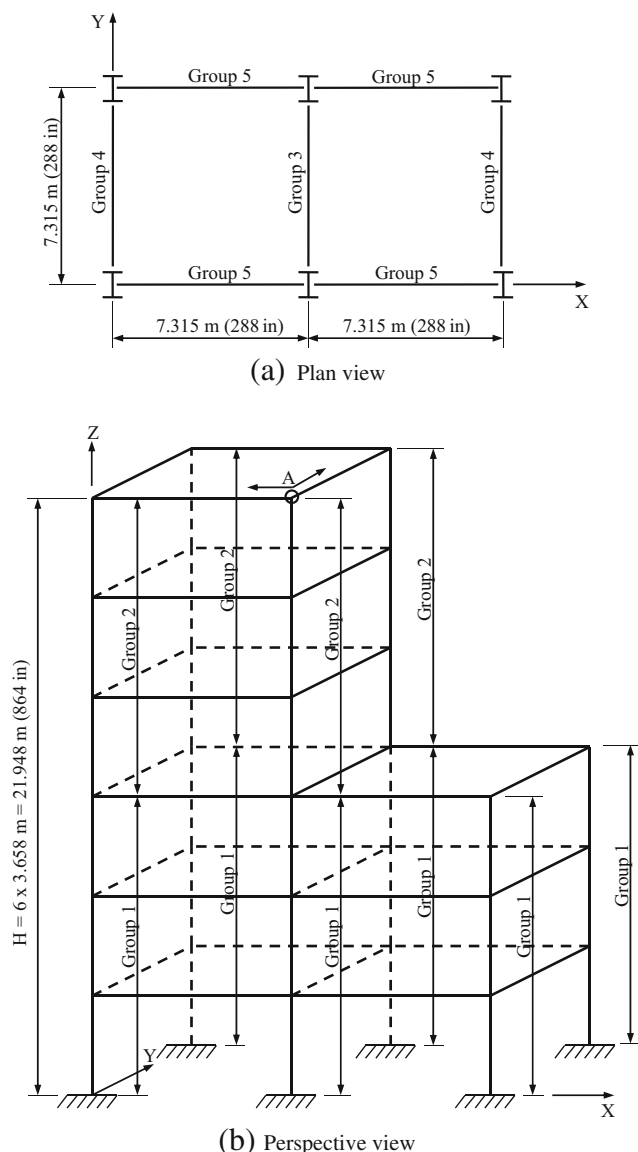 Y
Group 5
Group 5
7.315 m (288 in)
Group 4
Group 3
Group 4
Group 5
Group 5
X
7.315 m (288 in)
7.315 m (288 in)
(a) Plan view
Z
A
Group 2
Group 2
Group 2
Group 2
H = 6 x 3.658 m = 21.948 m (864 in)
Group 1
Group 1
Group 1
Group 1
Group 1
Group 1
Y
X
(b) Perspective view